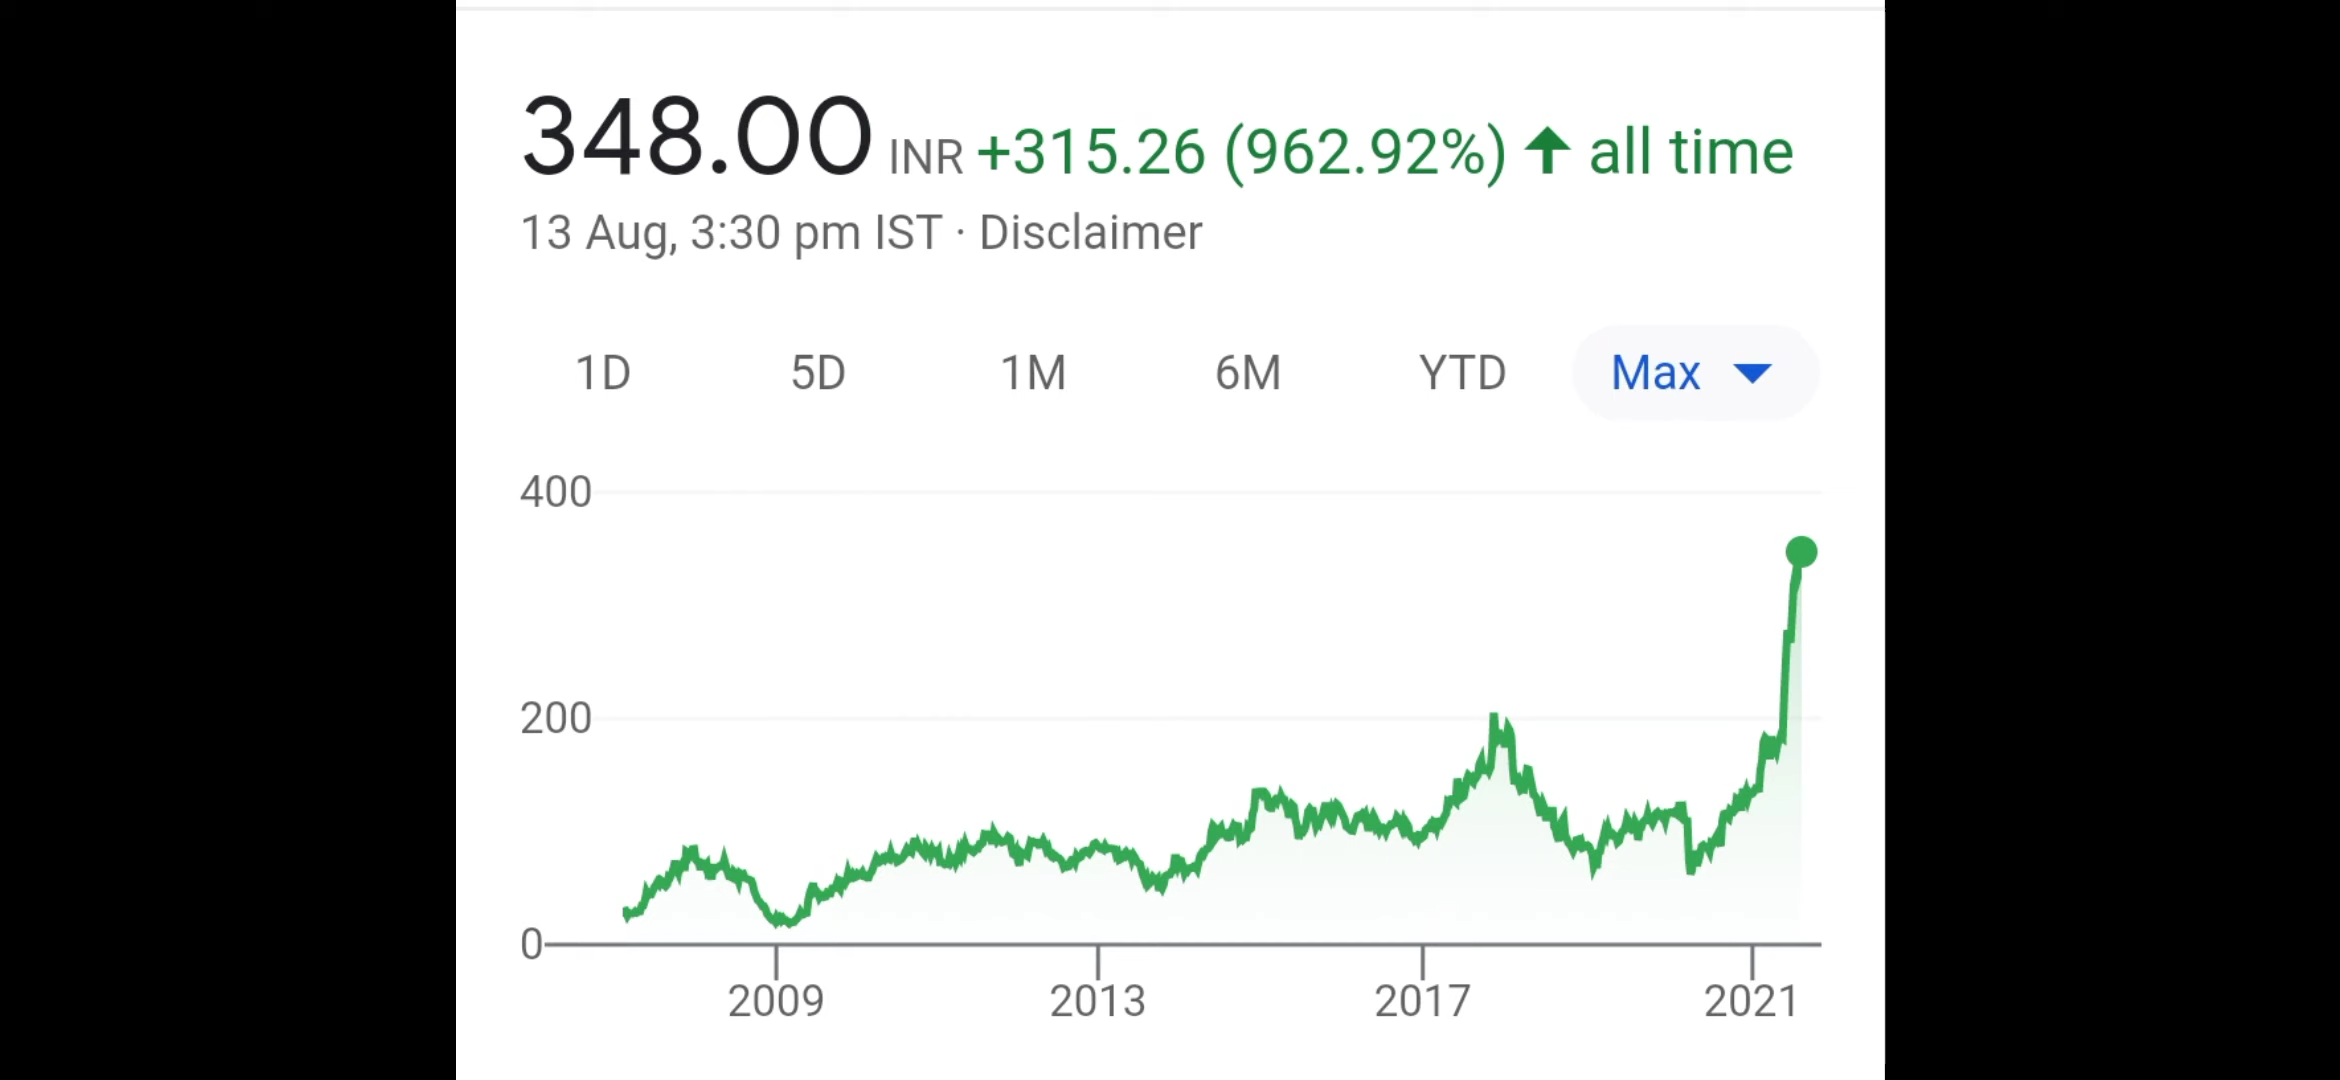 348.00 INR +315.26 (962.92%) ↑ all time
13 Aug, 3:30 pm IST · Disclaimer
1D 5D 1M 6M YTD Max
400
200
0
2009 2013 2017 2021